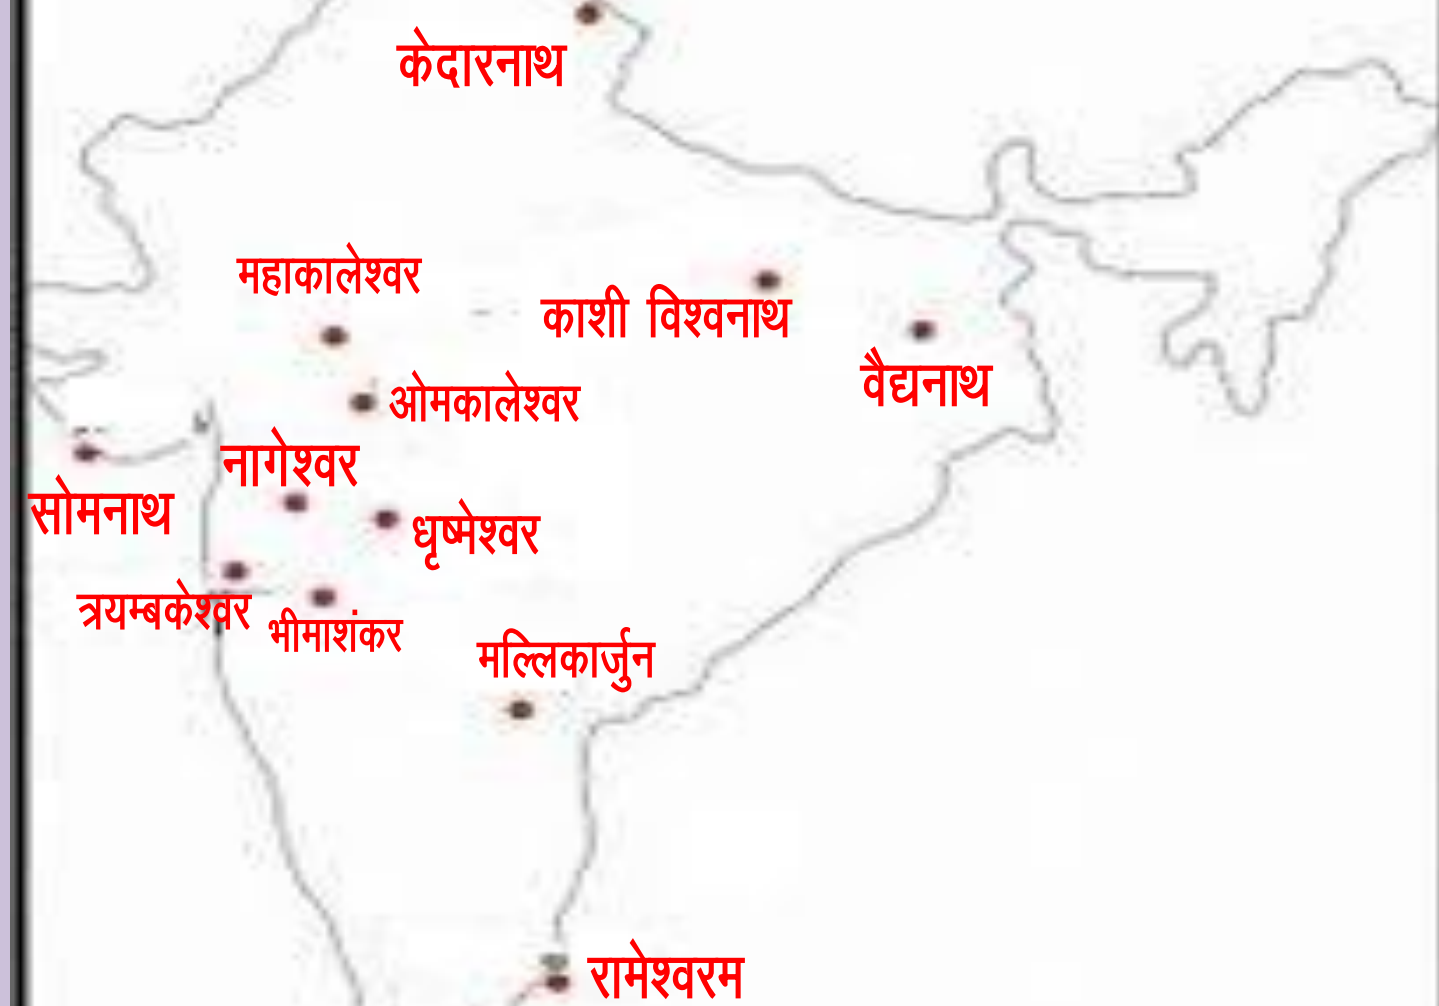 केदारनाथ
महाकालेश्वर
काशी विश्वनाथ
वैद्यनाथ
ओमकालेश्वर
नागेश्वर
सोमनाथ
धृष्मेश्वर
त्रयम्बकेश्वर
भीमाशंकर
मल्लिकार्जुन
रामेश्वरम